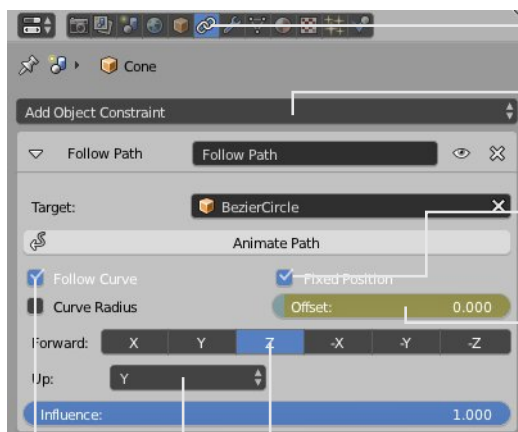 Cone
Add Object Constraint
Follow Path Follow Path
Target: BezierCircle
Animate Path
Follow Curve Fixed Position
Curve Radius Offset: 0.000
Forward: X Y Z -X -Y -Z
Up: Y
Influence: 1.000